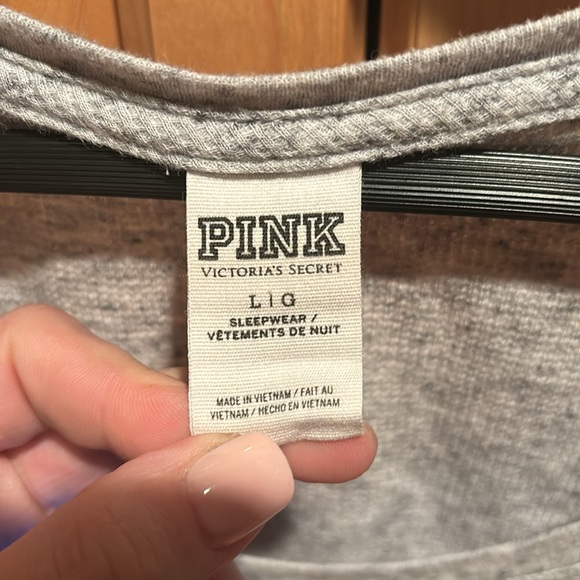 PINK
VICTORIA'S SECRET
L|G
SLEEPWEAR /
VÊTEMENTS DE NUIT
MADE IN VIETNAM / FAIT AU
VIETNAM / HECHO EN VIETNAM